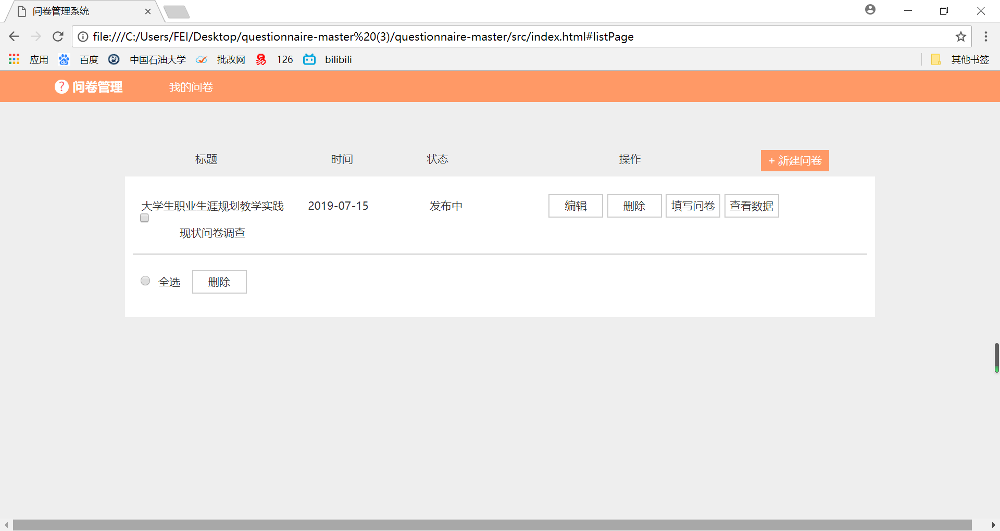 问卷管理系统
file:///C:/Users/FEI/Desktop/questionnaire-master%20(3)/questionnaire-master/src/index.html#listPage
应用 百度 中国石油大学 批改网 126 bilibili 其他书签
? 问卷管理 我的问卷
标题 时间 状态 操作 + 新建问卷
大学生职业生涯规划教学实践 2019-07-15 发布中 编辑 删除 填写问卷 查看数据
现状问卷调查
全选 删除